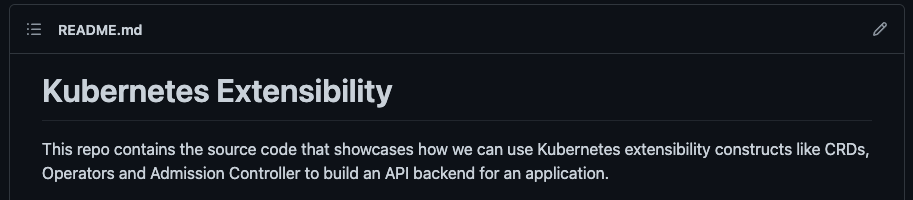 README.md
Kubernetes Extensibility
This repo contains the source code that showcases how we can use Kubernetes extensibility constructs like CRDs,
Operators and Admission Controller to build an API backend for an application.